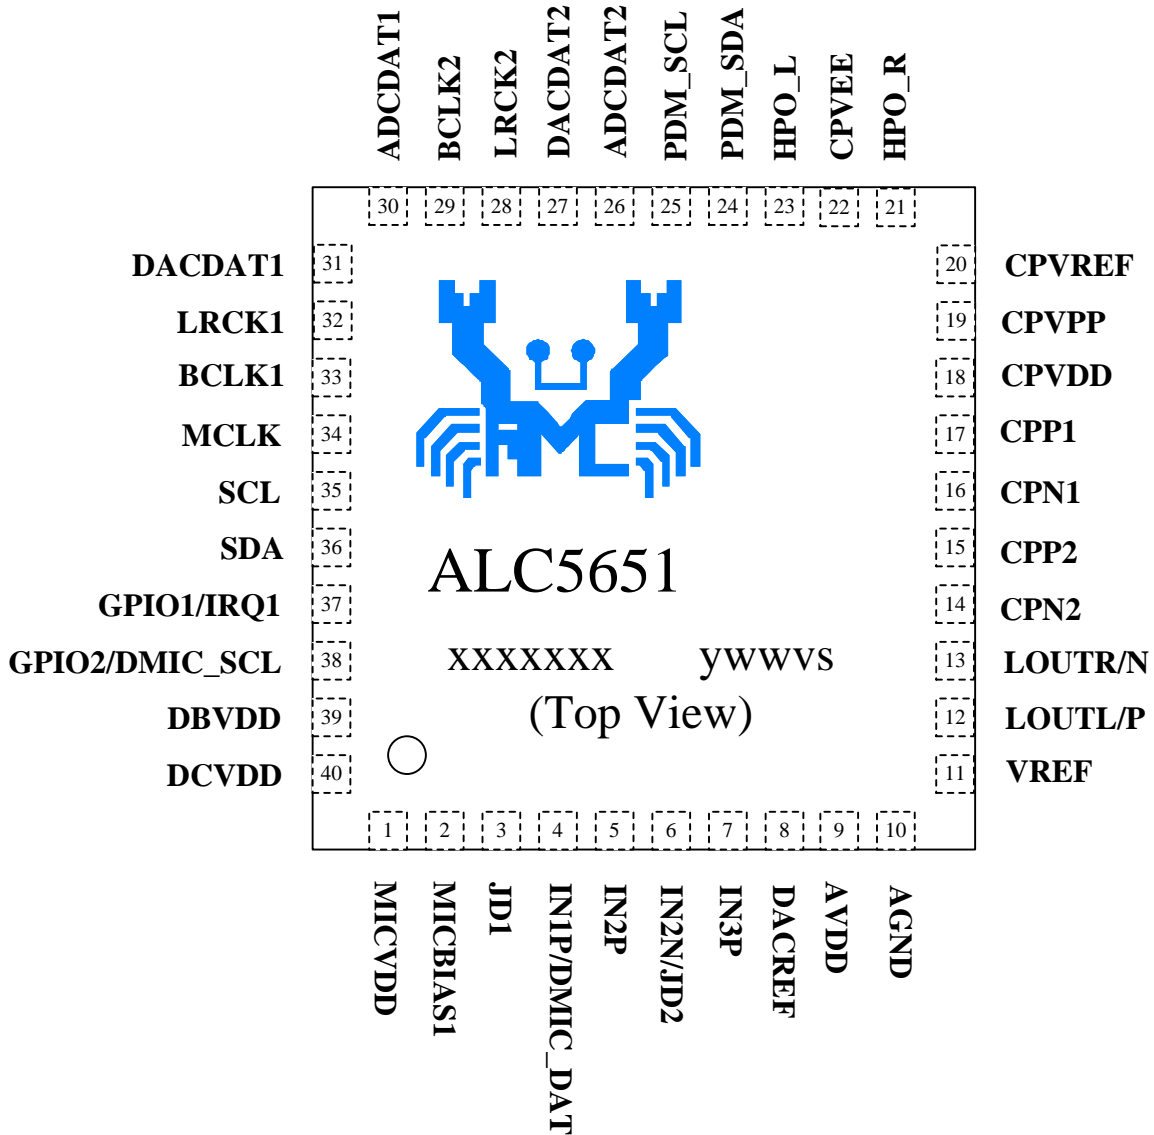 ADCDAT1
BCLK2
LRCK2
DACDAT2
ADCDAT2
PDM_SCL
PDM_SDA
HPO_L
CPVEE
HPO_R
30 29 28 27 26 25 24 23 22 21
DACDAT1 31
LRCK1 32
BCLK1 33
MCLK 34
SCL 35
SDA 36
GPIO1/IRQ1 37
GPIO2/DMIC_SCL 38
DBVDD 39
DCVDD 40
20 CPVREF
19 CPVPP
18 CPVDD
17 CPP1
16 CPN1
15 CPP2
14 CPN2
13 LOUTR/N
12 LOUTL/P
11 VREF
ALC5651
xxxxxxx ywwvs
(Top View)
1 2 3 4 5 6 7 8 9 10
MICVDD
MICBIAS1
JD1
IN1P/DMIC_DAT
IN2P
IN2N/JD2
IN3P
DACREF
AVDD
AGND